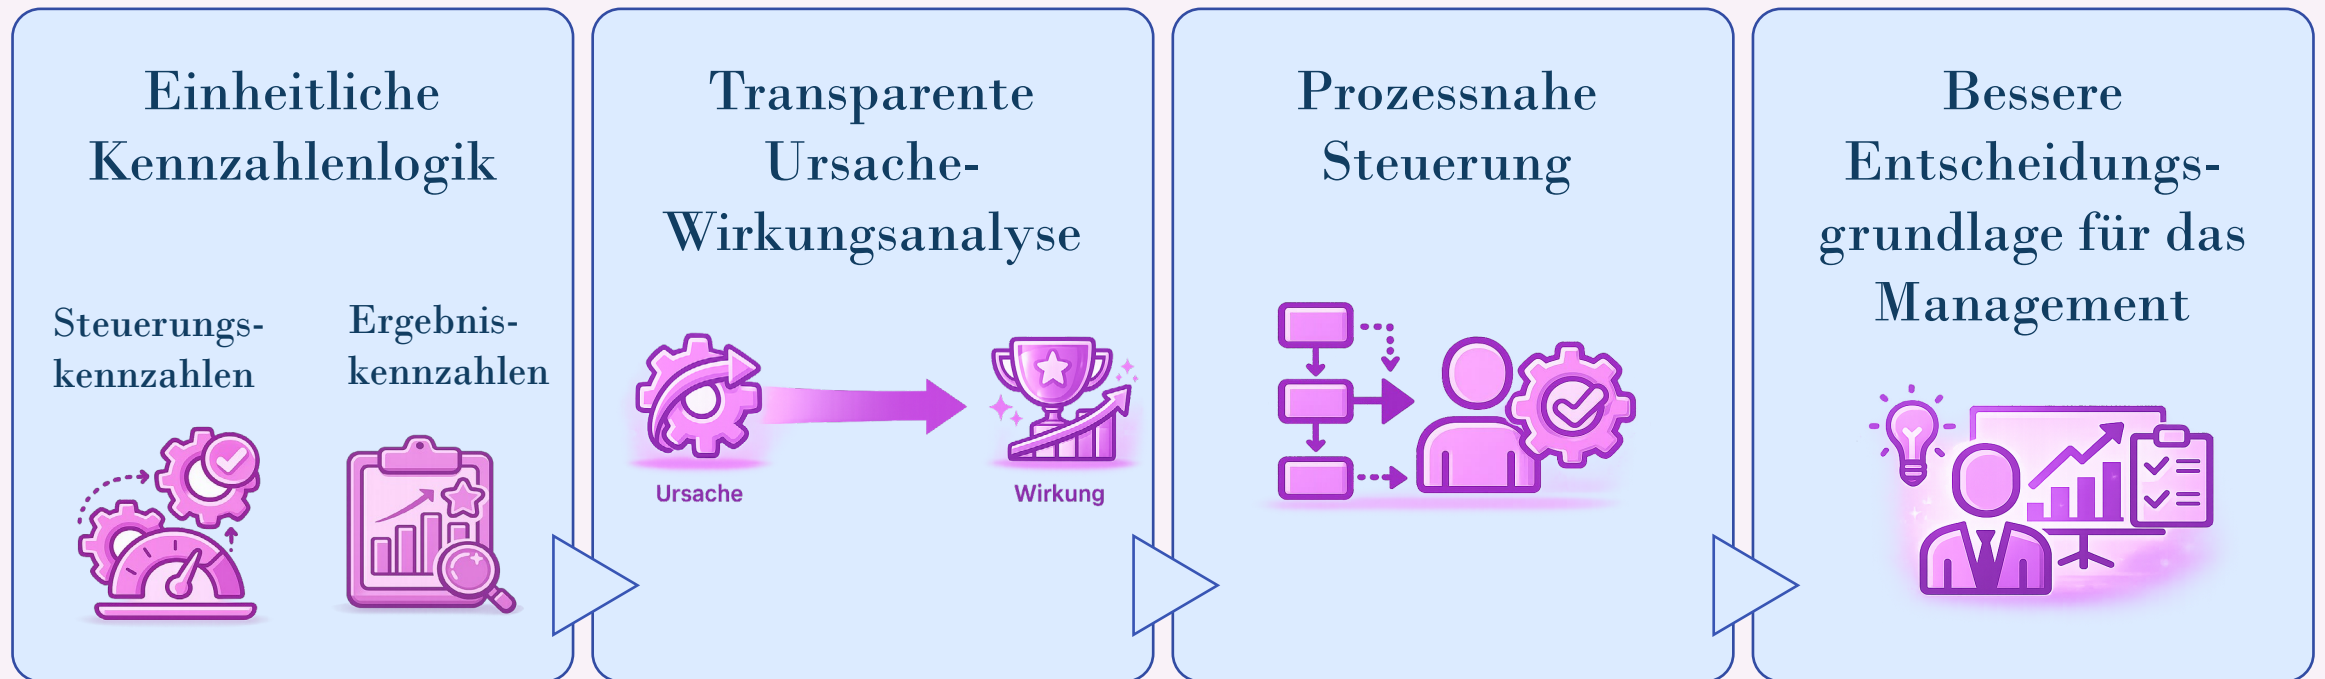 Einheitliche
Kennzahlenlogik
Steuerungs-
kennzahlen
Ergebnis-
kennzahlen
Transparente
Ursache-
Wirkungsanalyse
Ursache
Wirkung
Prozessnahe
Steuerung
Bessere
Entscheidungs-
grundlage für das
Management